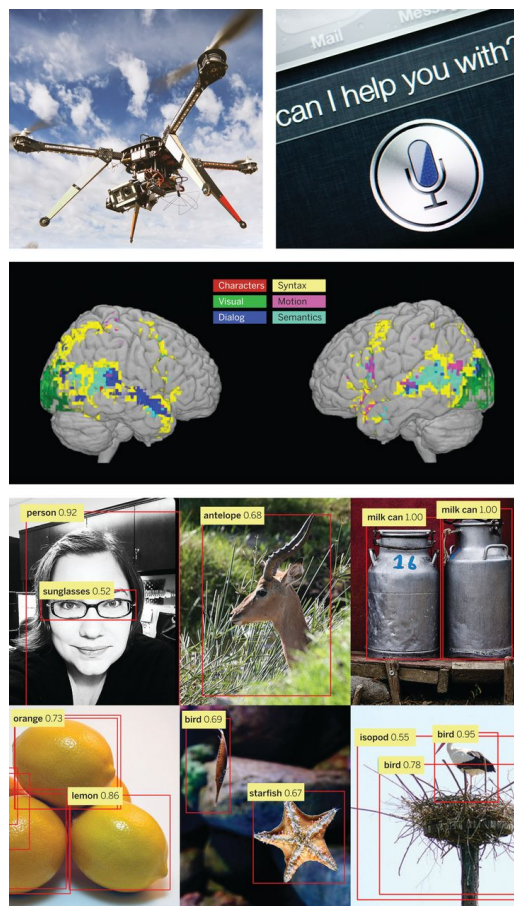 Mail
Messa
can I help you with?
Characters
Syntax
Visual
Motion
Dialog
Semantics
person 0.92
antelope 0.68
milk can 1.00
milk can 1.00
sunglasses 0.52
16
orange 0.73
bird 0.69
isopod 0.55
bird 0.95
bird 0.78
lemon 0.86
starfish 0.67